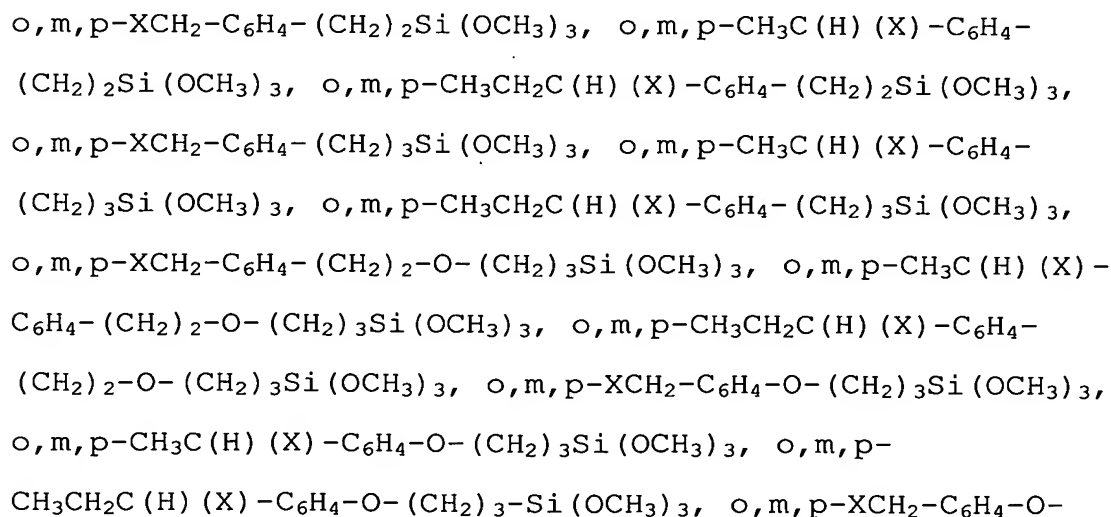 o,m,p-XCH₂-C₆H₄-(CH₂)₂Si(OCH₃)₃, o,m,p-CH₃C(H)(X)-C₆H₄-
(CH₂)₂Si(OCH₃)₃, o,m,p-CH₃CH₂C(H)(X)-C₆H₄-(CH₂)₂Si(OCH₃)₃,
o,m,p-XCH₂-C₆H₄-(CH₂)₃Si(OCH₃)₃, o,m,p-CH₃C(H)(X)-C₆H₄-
(CH₂)₃Si(OCH₃)₃, o,m,p-CH₃CH₂C(H)(X)-C₆H₄-(CH₂)₃Si(OCH₃)₃,
o,m,p-XCH₂-C₆H₄-(CH₂)₂-O-(CH₂)₃Si(OCH₃)₃, o,m,p-CH₃C(H)(X)-
C₆H₄-(CH₂)₂-O-(CH₂)₃Si(OCH₃)₃, o,m,p-CH₃CH₂C(H)(X)-C₆H₄-
(CH₂)₂-O-(CH₂)₃Si(OCH₃)₃, o,m,p-XCH₂-C₆H₄-O-(CH₂)₃Si(OCH₃)₃,
o,m,p-CH₃C(H)(X)-C₆H₄-O-(CH₂)₃Si(OCH₃)₃, o,m,p-
CH₃CH₂C(H)(X)-C₆H₄-O-(CH₂)₃-Si(OCH₃)₃, o,m,p-XCH₂-C₆H₄-O-